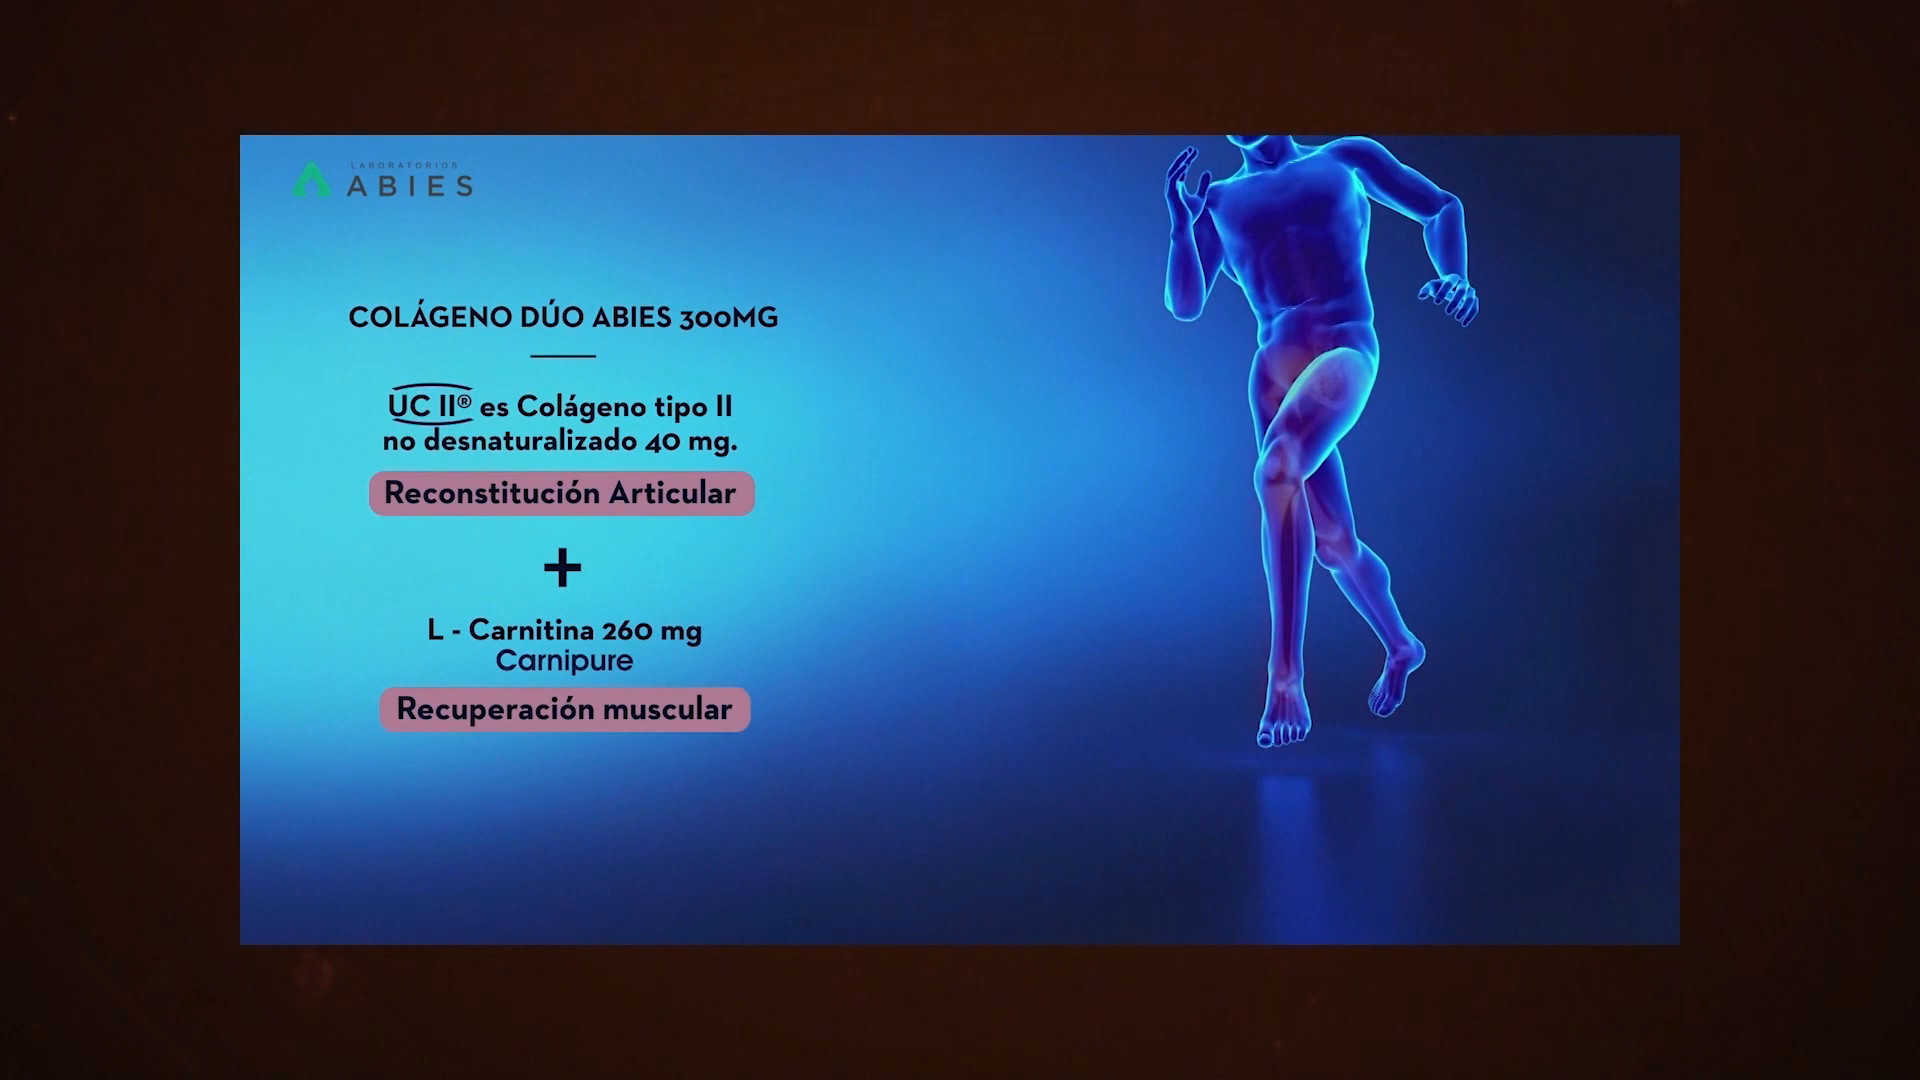 LABORATORIOS
ABIES
COLÁGENO DÚO ABIES 300MG
UC II® es Colágeno tipo II
no desnaturalizado 40 mg.
Reconstitución Articular
+
L - Carnitina 260 mg
Carnipure
Recuperación muscular